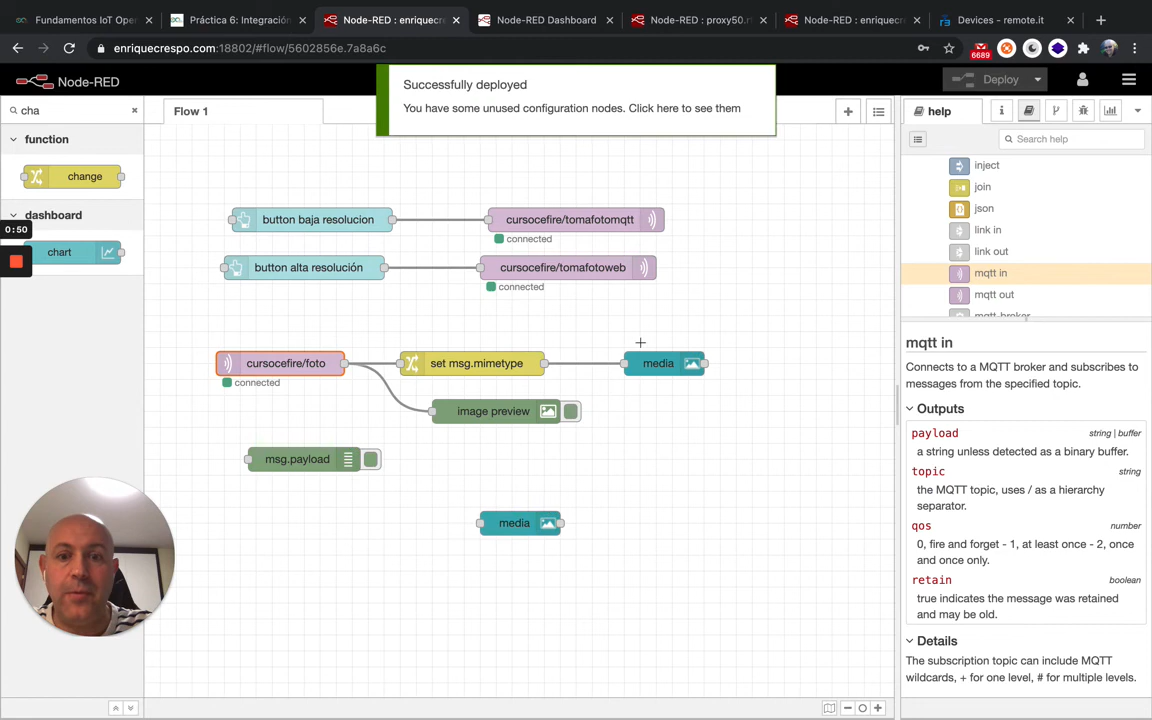 Fundamentos IoT Oper
Práctica 6: Integración
Node-RED : enriquecres
Node-RED Dashboard
Node-RED : proxy50.r
Node-RED : enriquecre
Devices - remote.it
enriquecrespo.com:18802/#flow/5602856e.7a8a6c
6689
Node-RED
Successfully deployed
You have some unused configuration nodes. Click here to see them
Deploy
cha
Flow 1
help
function
change
dashboard
chart
0:50
button baja resolucion
cursocefire/tomafotomqtt
connected
button alta resolución
cursocefire/tomafotoweb
connected
cursocefire/foto
set msg.mimetype
media
connected
image preview
msg.payload
media
Search help
inject
join
json
link in
link out
mqtt in
mqtt out
mqtt-broker
mqtt in
Connects to a MQTT broker and subscribes to
messages from the specified topic.
Outputs
payload string | buffer
a string unless detected as a binary buffer.
topic string
the MQTT topic, uses / as a hierarchy
separator.
qos number
0, fire and forget - 1, at least once - 2, once
and once only.
retain boolean
true indicates the message was retained
and may be old.
Details
The subscription topic can include MQTT
wildcards, + for one level, # for multiple levels.